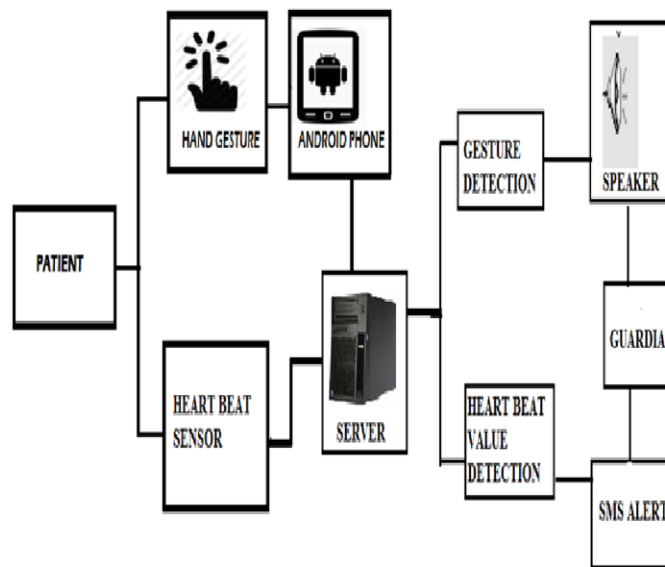 HAND GESTURE
ANDROID PHONE
GESTURE
DETECTION
SPEAKER
PATIENT
HEART BEAT
SENSOR
SERVER
GUARDIA
HEART BEAT
VALUE
DETECTION
SMS ALERT